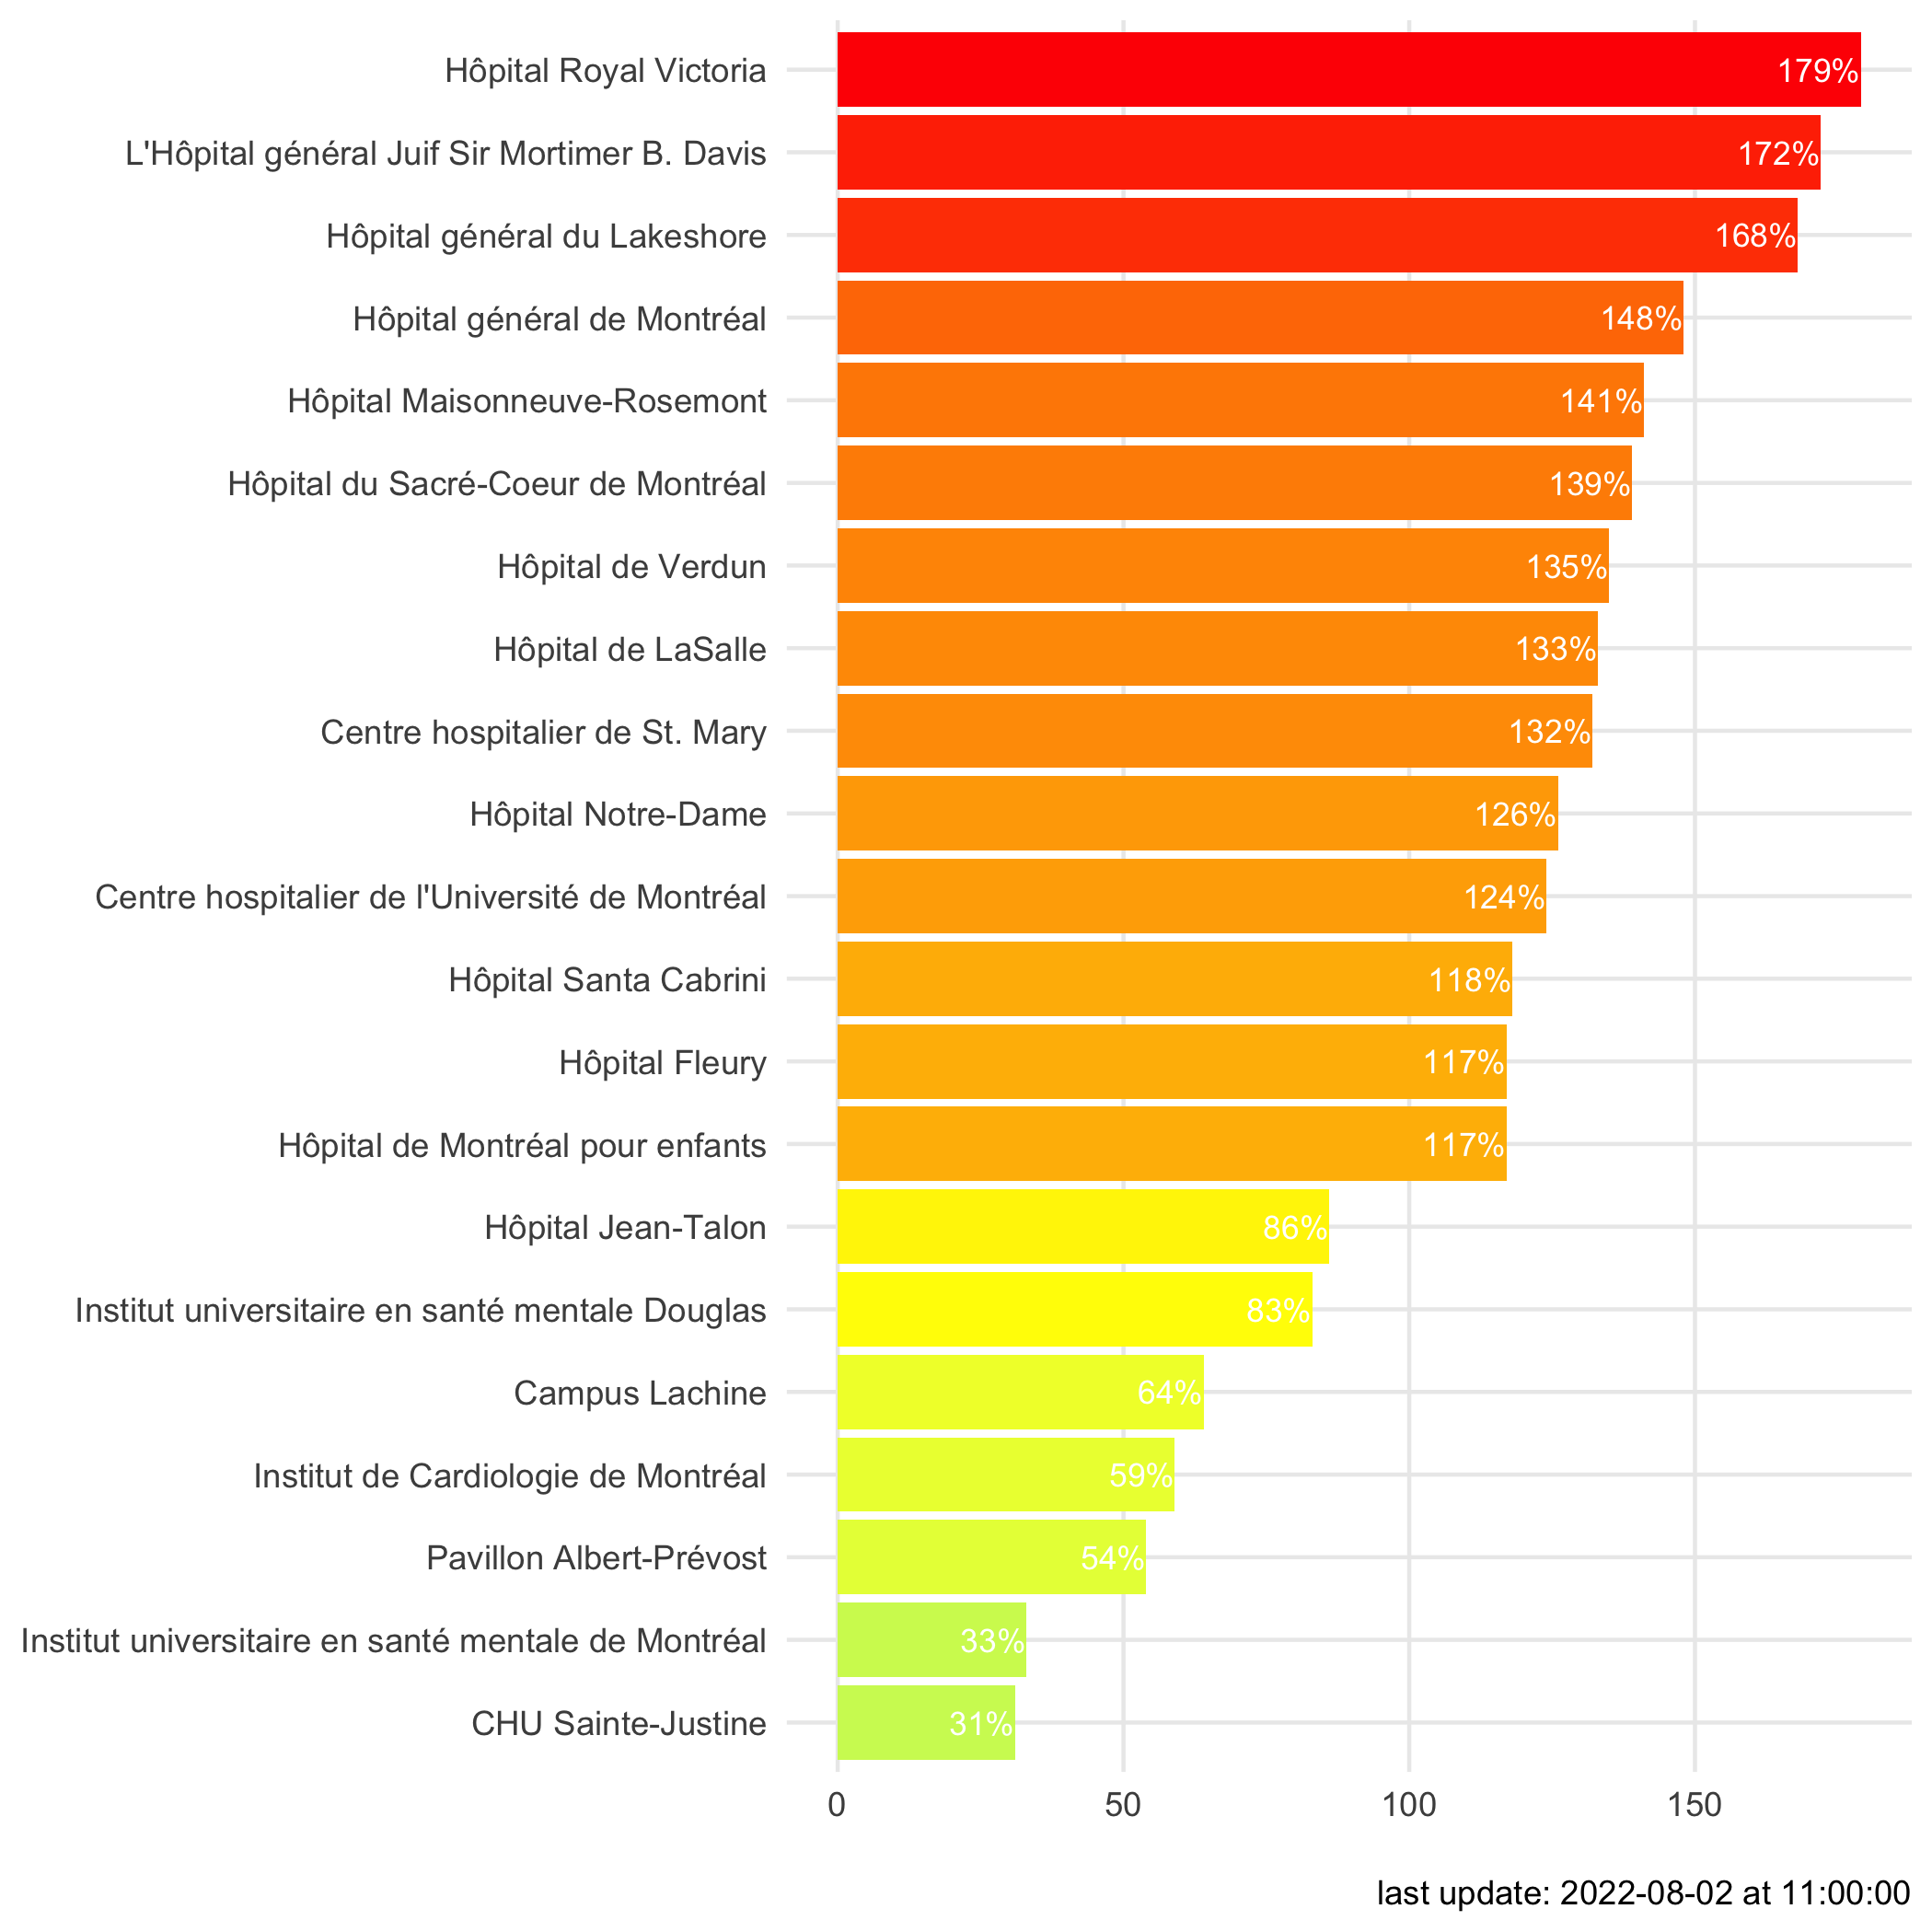 Hôpital Royal Victoria 179%
L'Hôpital général Juif Sir Mortimer B. Davis 172%
Hôpital général du Lakeshore 168%
Hôpital général de Montréal 148%
Hôpital Maisonneuve-Rosemont 141%
Hôpital du Sacré-Coeur de Montréal 139%
Hôpital de Verdun 135%
Hôpital de LaSalle 133%
Centre hospitalier de St. Mary 132%
Hôpital Notre-Dame 126%
Centre hospitalier de l'Université de Montréal 124%
Hôpital Santa Cabrini 118%
Hôpital Fleury 117%
Hôpital de Montréal pour enfants 117%
Hôpital Jean-Talon 86%
Institut universitaire en santé mentale Douglas 83%
Campus Lachine 64%
Institut de Cardiologie de Montréal 59%
Pavillon Albert-Prévost 54%
Institut universitaire en santé mentale de Montréal 33%
CHU Sainte-Justine 31%
0 50 100 150
last update: 2022-08-02 at 11:00:00